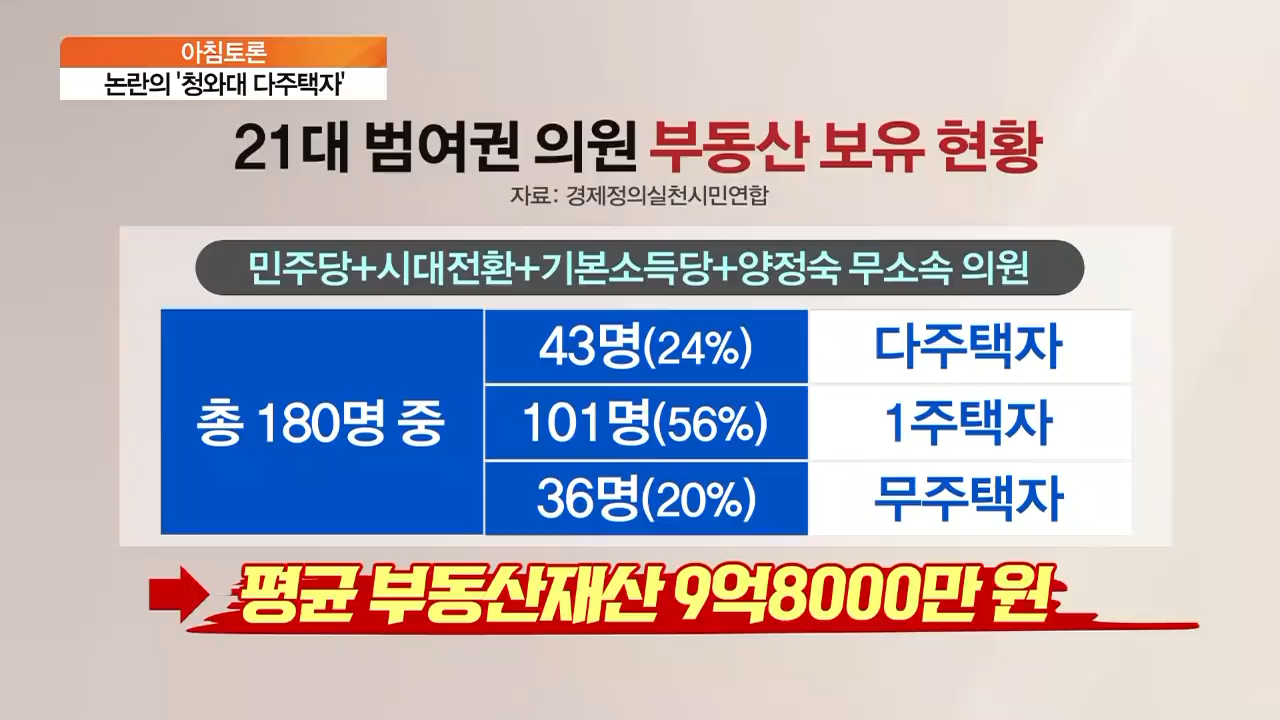 아침토론
논란의 '청와대 다주택자'
21대 범여권 의원 부동산 보유 현황
자료: 경제정의실천시민연합
민주당+시대전환+기본소득당+양정숙 무소속 의원
총 180명 중
43명(24%) 다주택자
101명(56%) 1주택자
36명(20%) 무주택자
평균 부동산재산 9억8000만 원